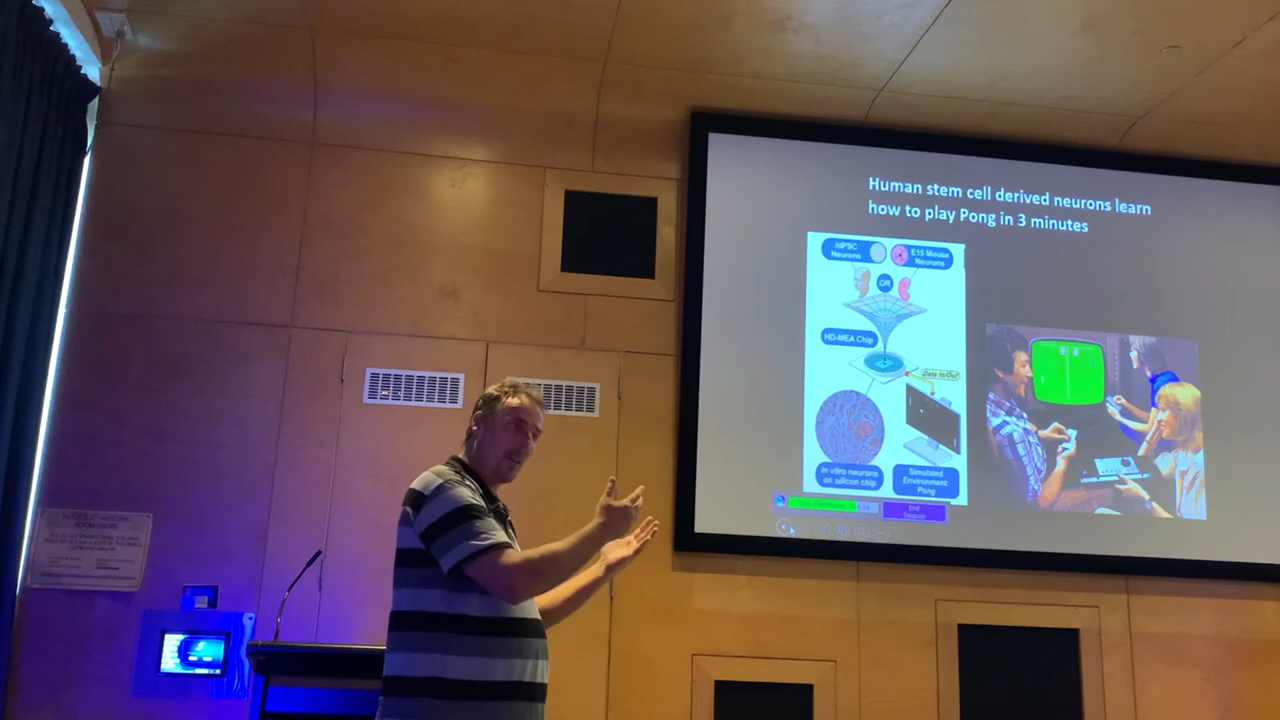 Human stem cell derived neurons learn
how to play Pong in 3 minutes
hiPSC
Neurons
E15 Mouse
Neurons
OR
HD-MEA Chip
Data In/Out
In vitro neurons
on silicon chip
Simulated
Environment:
Pong
End
Session